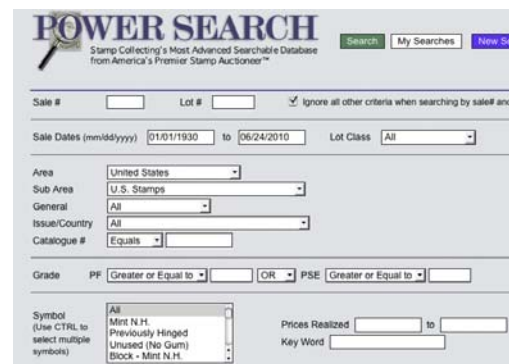 POWER SEARCH
Stamp Collecting's Most Advanced Searchable Database
from America's Premier Stamp Auctioneer™
Search My Searches New Se
Sale # Lot # Ignore all other criteria when searching by sale# and
Sale Dates (mm/dd/yyyy) 01/01/1930 to 06/24/2010 Lot Class All
Area United States
Sub Area U.S. Stamps
General All
Issue/Country All
Catalogue # Equals
Grade PF Greater or Equal to OR PSE Greater or Equal to
Symbol
(Use CTRL to
select multiple
symbols)
All
Mint N.H.
Previously Hinged
Unused (No Gum)
Block - Mint N.H.
Prices Realized to
Key Word